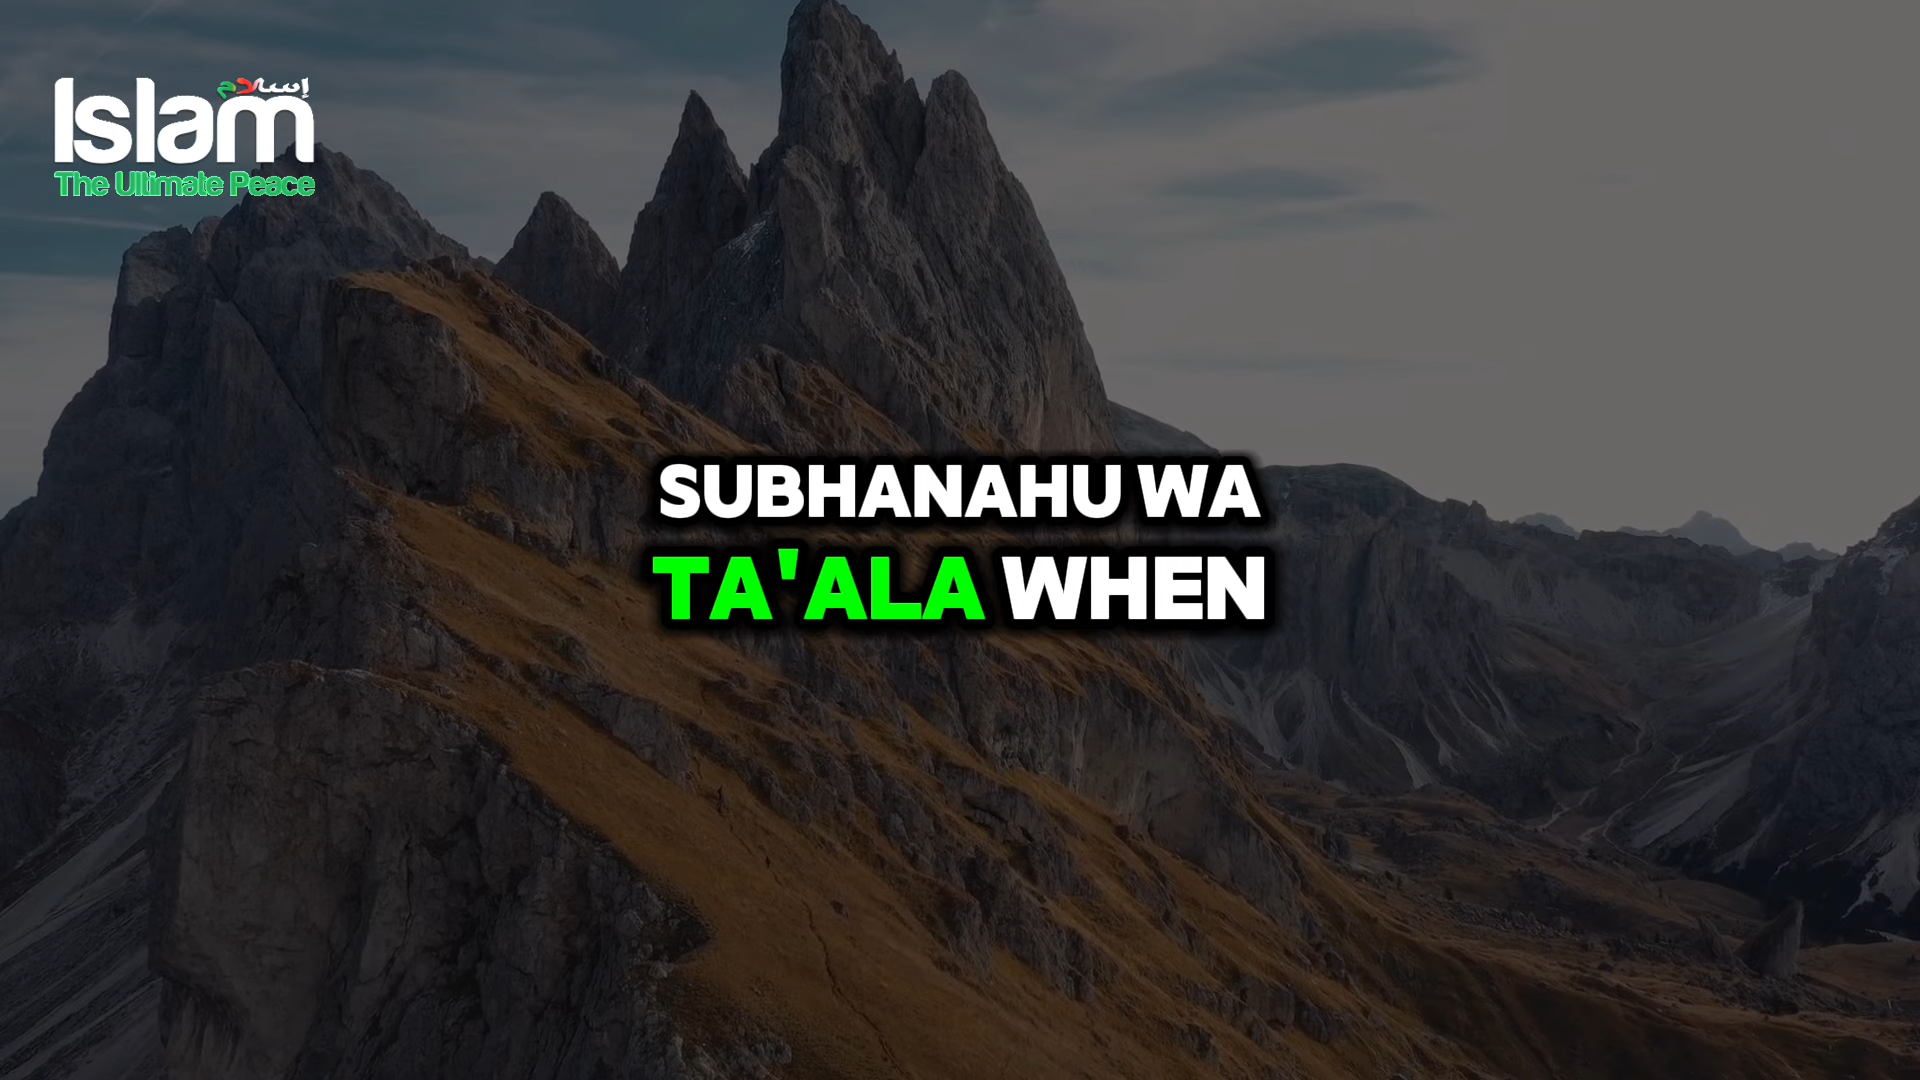 إسلام
Islam
The Ultimate Peace
SUBHANAHU WA
TA'ALA WHEN